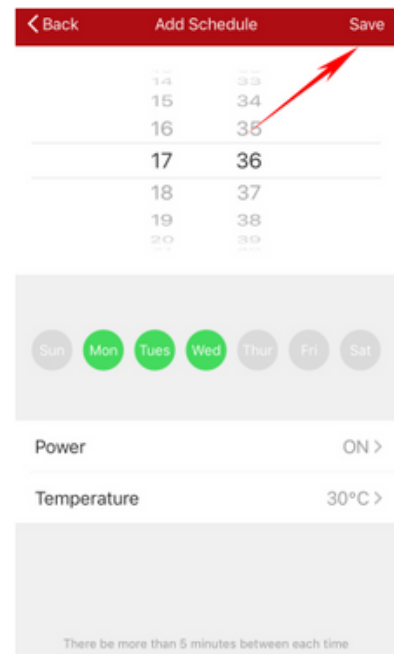 Back Add Schedule Save
14 33
15 34
16 35
17 36
18 37
19 38
20 39
Sun Mon Tues Wed Thur Fri Sat
Power ON >
Temperature 30°C >
There be more than 5 minutes between each time